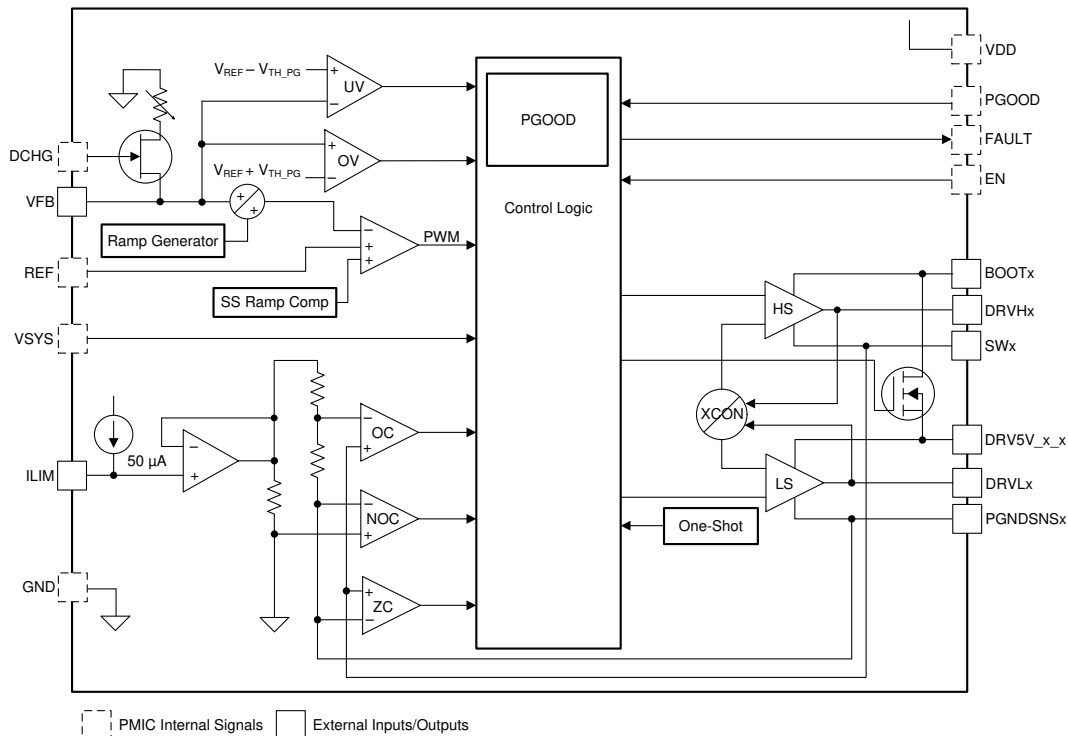 VDD
V_REF – V_TH_PG
+
–
UV
PGOOD
PGOOD
FAULT
DCHG
+
–
OV
V_REF + V_TH_PG
EN
VFB
+
+
Control Logic
Ramp Generator
–
+
+
PWM
REF
SS Ramp Comp
BOOTx
HS
DRVHx
VSYS
SWx
XCON
–
+
OC
50 µA
–
+
DRV5V_x_x
ILIM
LS
DRVLx
–
+
NOC
One-Shot
PGNDSNSx
GND
+
–
ZC
PMIC Internal Signals
External Inputs/Outputs